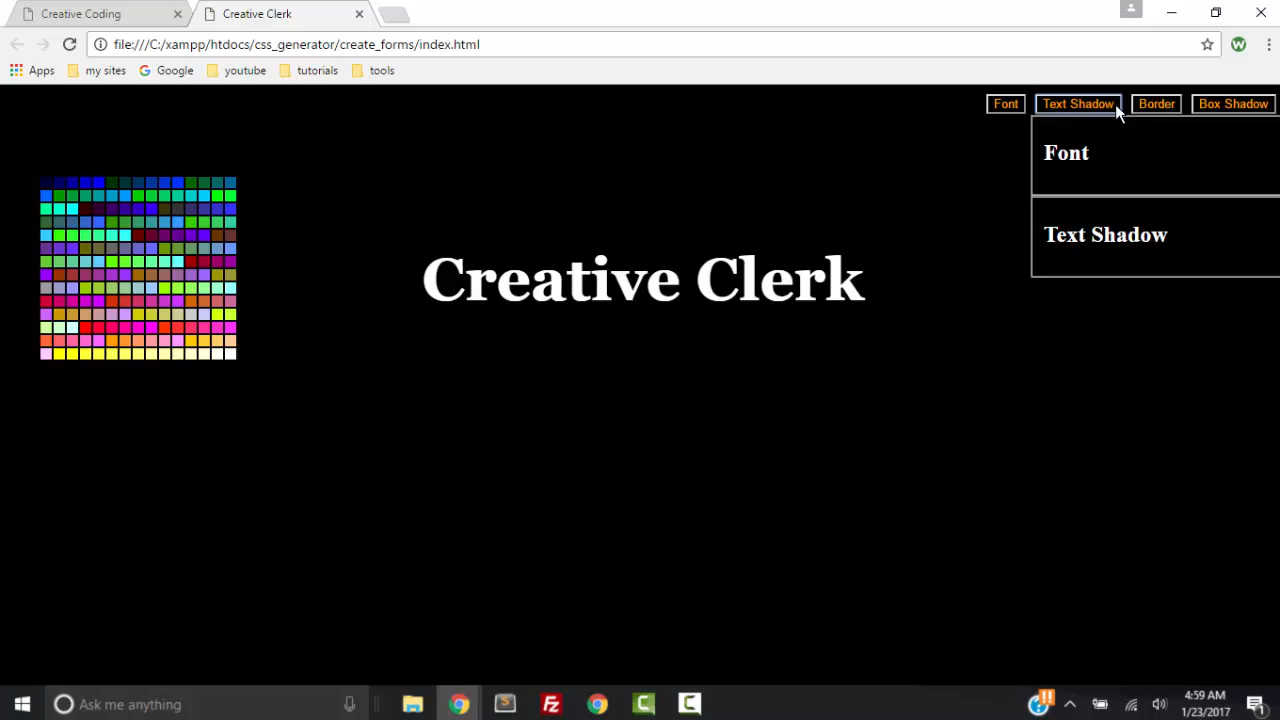 Creative Coding
Creative Clerk
file:///C:/xampp/htdocs/css_generator/create_forms/index.html
Apps my sites Google youtube tutorials tools
Font Text Shadow Border Box Shadow
Font
Text Shadow
Creative Clerk
Ask me anything
4:59 AM
1/23/2017